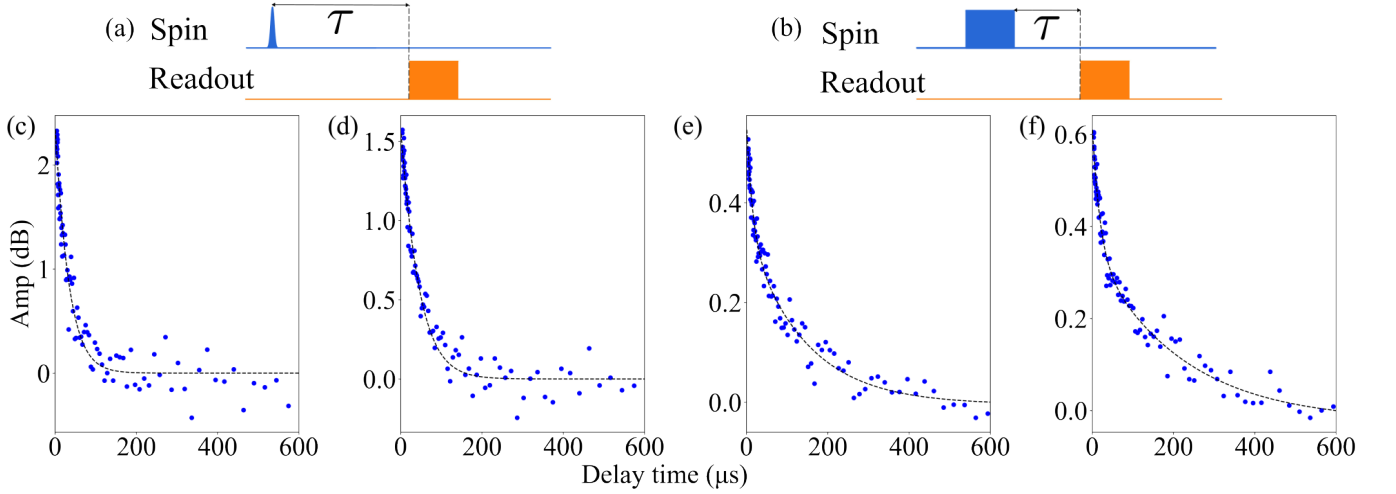 (a) Spin τ
Readout
(b) Spin τ
Readout
(c) (d) (e) (f)
Amp (dB)
2
1
0
1.5
1.0
0.5
0.0
0.4
0.2
0.0
0.6
0.4
0.2
0.0
0 200 400 600 0 200 400 600 0 200 400 600 0 200 400 600
Delay time (μs)